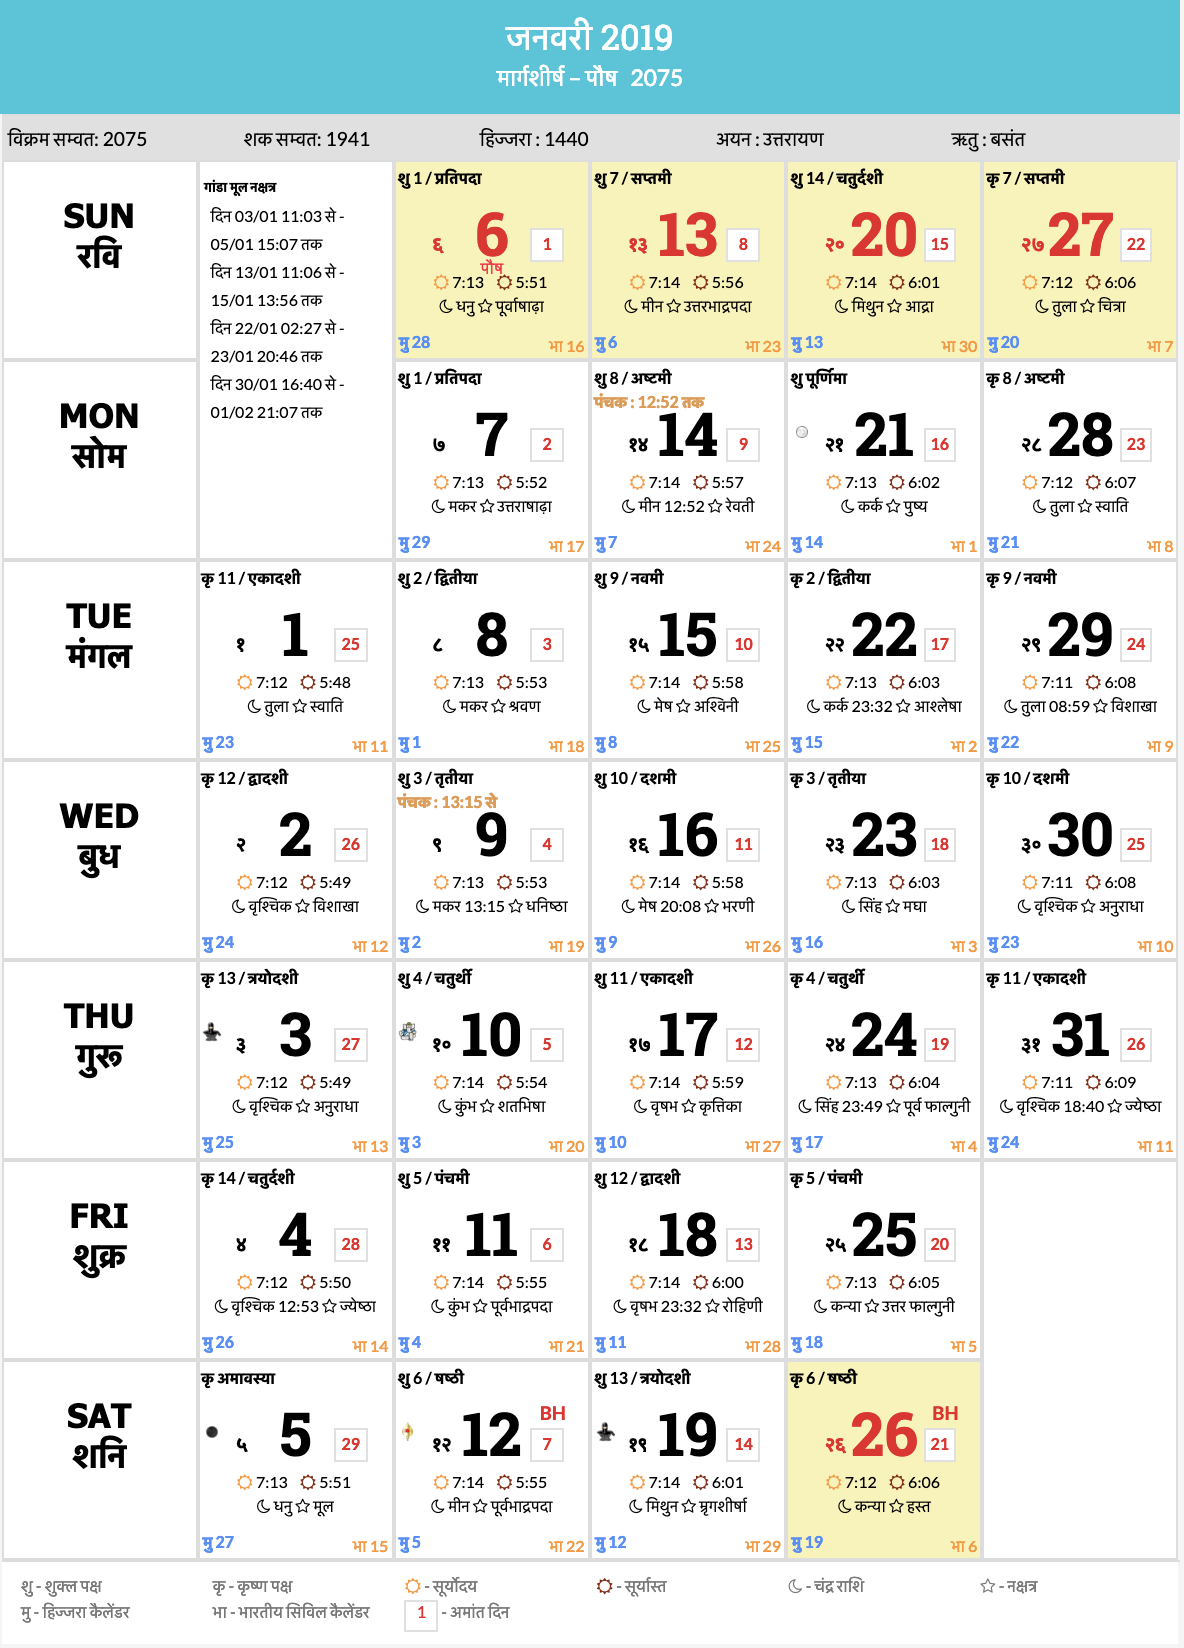 जनवरी 2019
मार्गशीर्ष – पौष 2075
विक्रम सम्वत: 2075 शक सम्वत: 1941 हिज्जरा : 1440 अयन : उत्तरायण ऋतु : बसंत
SUN
रवि
गांडा मूल नक्षत्र
दिन 03/01 11:03 से -
05/01 15:07 तक
दिन 13/01 11:06 से -
15/01 13:56 तक
दिन 22/01 02:27 से -
23/01 20:46 तक
दिन 30/01 16:40 से -
01/02 21:07 तक
शु 1 / प्रतिपदा
६ 6 1
पौष
7:13 5:51
धनु पूर्वाषाढ़ा
मु 28 भा 16
शु 7 / सप्तमी
१३ 13 8
7:14 5:56
मीन उत्तरभाद्रपदा
मु 6 भा 23
शु 14 / चतुर्दशी
२० 20 15
7:14 6:01
मिथुन आद्रा
मु 13 भा 30
कृ 7 / सप्तमी
२७ 27 22
7:12 6:06
तुला चित्रा
मु 20 भा 7
MON
सोम
शु 1 / प्रतिपदा
७ 7 2
7:13 5:52
मकर उत्तराषाढ़ा
मु 29 भा 17
शु 8 / अष्टमी
पंचक : 12:52 तक
१४ 14 9
7:14 5:57
मीन 12:52 रेवती
मु 7 भा 24
शु पूर्णिमा
२१ 21 16
7:13 6:02
कर्क पुष्य
मु 14 भा 1
कृ 8 / अष्टमी
२८ 28 23
7:12 6:07
तुला स्वाति
मु 21 भा 8
TUE
मंगल
कृ 11 / एकादशी
१ 1 25
7:12 5:48
तुला स्वाति
मु 23 भा 11
शु 2 / द्वितीया
८ 8 3
7:13 5:53
मकर श्रवण
मु 1 भा 18
शु 9 / नवमी
१५ 15 10
7:14 5:58
मेष अश्विनी
मु 8 भा 25
कृ 2 / द्वितीया
२२ 22 17
7:13 6:03
कर्क 23:32 आश्लेषा
मु 15 भा 2
कृ 9 / नवमी
२९ 29 24
7:11 6:08
तुला 08:59 विशाखा
मु 22 भा 9
WED
बुध
कृ 12 / द्वादशी
२ 2 26
7:12 5:49
वृश्चिक विशाखा
मु 24 भा 12
शु 3 / तृतीया
पंचक : 13:15 से
९ 9 4
7:13 5:53
मकर 13:15 धनिष्ठा
मु 2 भा 19
शु 10 / दशमी
१६ 16 11
7:14 5:58
मेष 20:08 भरणी
मु 9 भा 26
कृ 3 / तृतीया
२३ 23 18
7:13 6:03
सिंह मघा
मु 16 भा 3
कृ 10 / दशमी
३० 30 25
7:11 6:08
वृश्चिक अनुराधा
मु 23 भा 10
THU
गुरू
कृ 13 / त्रयोदशी
३ 3 27
7:12 5:49
वृश्चिक अनुराधा
मु 25 भा 13
शु 4 / चतुर्थी
१० 10 5
7:14 5:54
कुंभ शतभिषा
मु 3 भा 20
शु 11 / एकादशी
१७ 17 12
7:14 5:59
वृषभ कृत्तिका
मु 10 भा 27
कृ 4 / चतुर्थी
२४ 24 19
7:13 6:04
सिंह 23:49 पूर्व फाल्गुनी
मु 17 भा 4
कृ 11 / एकादशी
३१ 31 26
7:11 6:09
वृश्चिक 18:40 ज्येष्ठा
मु 24 भा 11
FRI
शुक्र
कृ 14 / चतुर्दशी
४ 4 28
7:12 5:50
वृश्चिक 12:53 ज्येष्ठा
मु 26 भा 14
शु 5 / पंचमी
११ 11 6
7:14 5:55
कुंभ पूर्वभाद्रपदा
मु 4 भा 21
शु 12 / द्वादशी
१८ 18 13
7:14 6:00
वृषभ 23:32 रोहिणी
मु 11 भा 28
कृ 5 / पंचमी
२५ 25 20
7:13 6:05
कन्या उत्तर फाल्गुनी
मु 18 भा 5
SAT
शनि
कृ अमावस्या
५ 5 29
7:13 5:51
धनु मूल
मु 27 भा 15
शु 6 / षष्ठी
BH
१२ 12 7
7:14 5:55
मीन पूर्वभाद्रपदा
मु 5 भा 22
शु 13 / त्रयोदशी
१९ 19 14
7:14 6:01
मिथुन म्रृगशीर्षा
मु 12 भा 29
कृ 6 / षष्ठी
BH
२६ 26 21
7:12 6:06
कन्या हस्त
मु 19 भा 6
शु - शुक्ल पक्ष कृ - कृष्ण पक्ष - सूर्योदय - सूर्यास्त - चंद्र राशि - नक्षत्र
मु - हिज्जरा कैलेंडर भा - भारतीय सिविल कैलेंडर 1 - अमांत दिन